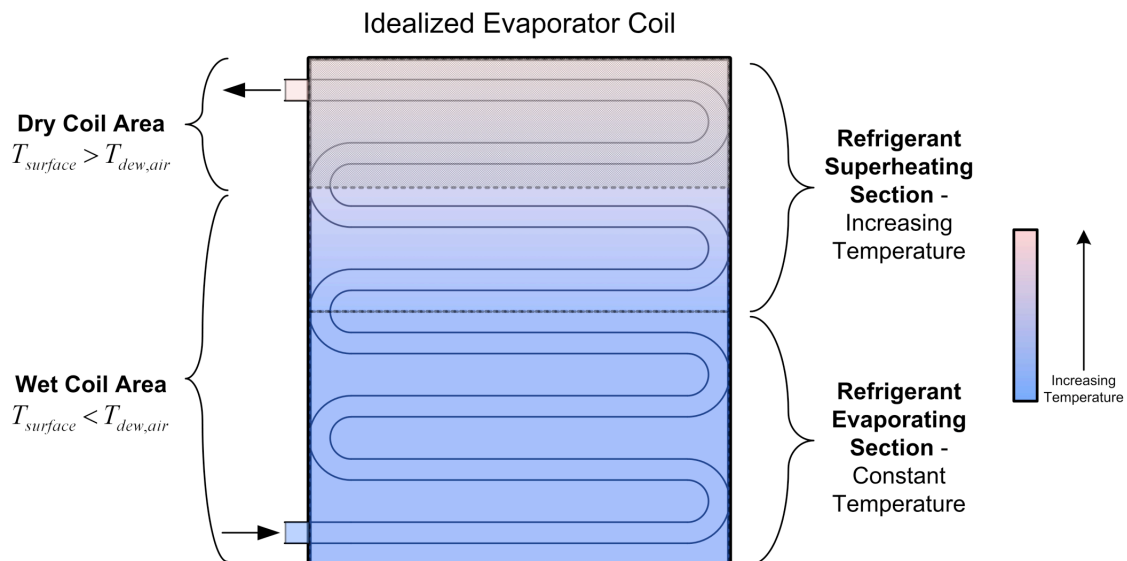 Idealized Evaporator Coil
Dry Coil Area
T_surface > T_dew,air
Wet Coil Area
T_surface < T_dew,air
Refrigerant
Superheating
Section -
Increasing
Temperature
Refrigerant
Evaporating
Section -
Constant
Temperature
Increasing
Temperature